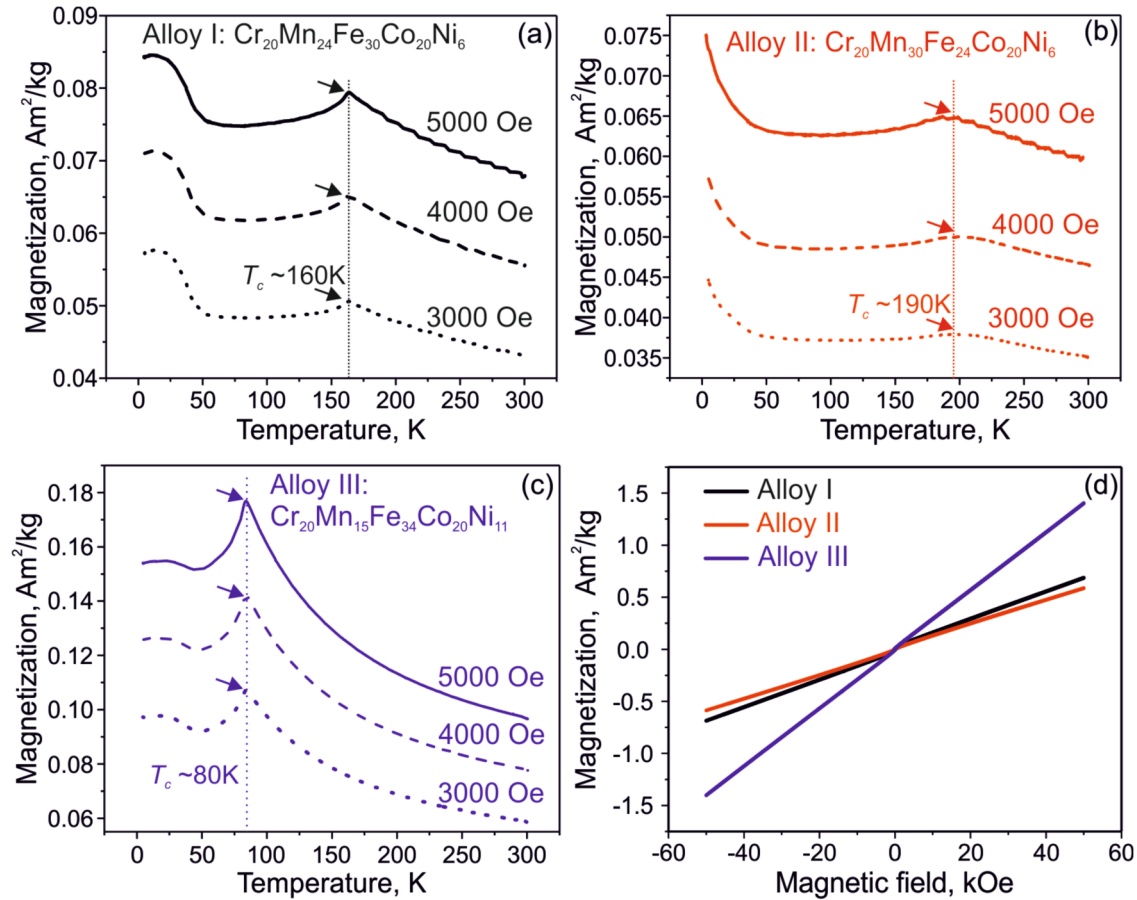 (a)
Alloy I: Cr₂₀Mn₂₄Fe₃₀Co₂₀Ni₆
5000 Oe
4000 Oe
T_c ~160K
3000 Oe
0.09
0.08
0.07
0.06
0.05
0.04
Magnetization, Am²/kg
0 50 100 150 200 250 300
Temperature, K
(b)
Alloy II: Cr₂₀Mn₃₀Fe₂₄Co₂₀Ni₆
5000 Oe
4000 Oe
T_c ~190K
3000 Oe
0.075
0.070
0.065
0.060
0.050
0.045
0.040
0.035
Magnetization, Am²/kg
0 50 100 150 200 250 300
Temperature, K
(c)
Alloy III:
Cr₂₀Mn₁₅Fe₃₄Co₂₀Ni₁₁
5000 Oe
4000 Oe
T_c ~80K
3000 Oe
0.18
0.16
0.14
0.12
0.10
0.08
0.06
Magnetization, Am²/kg
0 50 100 150 200 250 300
Temperature, K
(d)
Alloy I
Alloy II
Alloy III
1.5
1.0
0.5
0.0
-0.5
-1.0
-1.5
Magnetization, Am²/kg
-60 -40 -20 0 20 40 60
Magnetic field, kOe